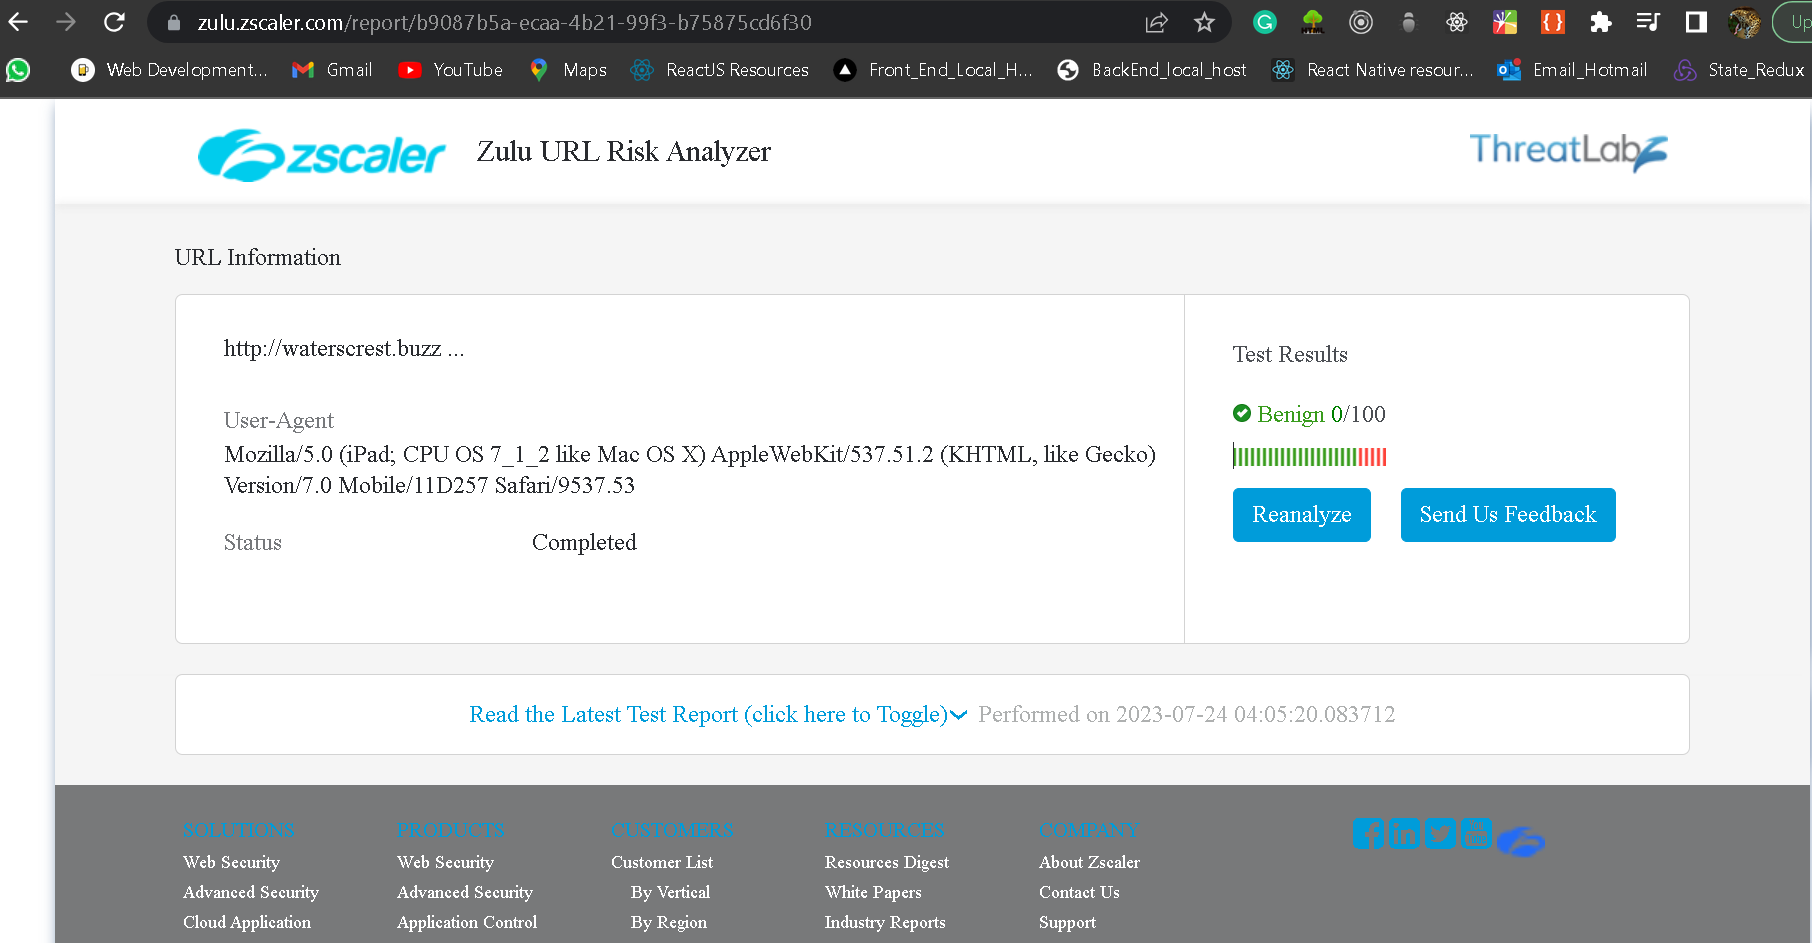 zulu.zscaler.com/report/b9087b5a-ecaa-4b21-99f3-b75875cd6f30
Up
Web Development... Gmail YouTube Maps ReactJS Resources Front_End_Local_H... BackEnd_local_host React Native resour... Email_Hotmail State_Redux
zscaler Zulu URL Risk Analyzer ThreatLabZ
URL Information
http://waterscrest.buzz ...
Test Results
Benign 0/100
User-Agent
Mozilla/5.0 (iPad; CPU OS 7_1_2 like Mac OS X) AppleWebKit/537.51.2 (KHTML, like Gecko)
Version/7.0 Mobile/11D257 Safari/9537.53
Reanalyze Send Us Feedback
Status Completed
Read the Latest Test Report (click here to Toggle) Performed on 2023-07-24 04:05:20.083712
SOLUTIONS PRODUCTS CUSTOMERS RESOURCES COMPANY
Web Security Web Security Customer List Resources Digest About Zscaler
Advanced Security Advanced Security By Vertical White Papers Contact Us
Cloud Application Application Control By Region Industry Reports Support